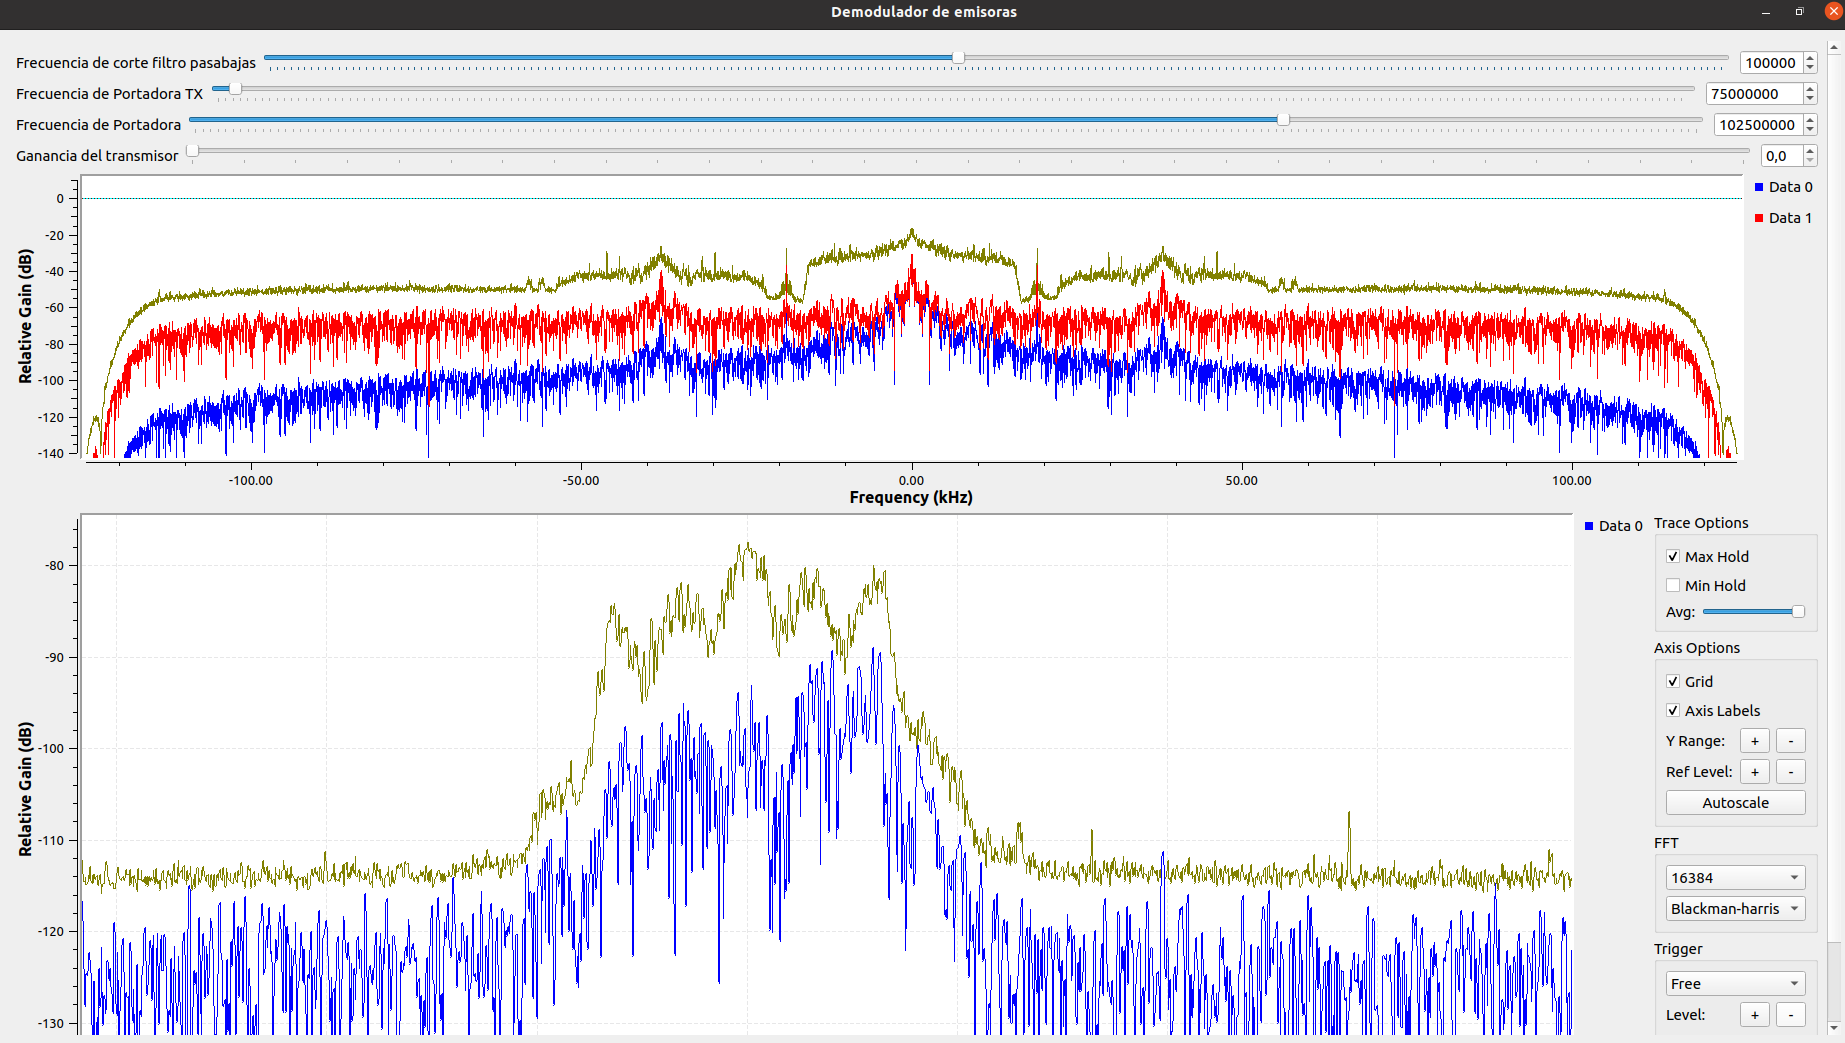 Demodulador de emisoras
Frecuencia de corte filtro pasabajas 100000
Frecuencia de Portadora TX 75000000
Frecuencia de Portadora 102500000
Ganancia del transmisor 0,0
Relative Gain (dB)
0
-20
-40
-60
-80
-100
-120
-140
Data 0
Data 1
-100.00 -50.00 0.00 50.00 100.00
Frequency (kHz)
Relative Gain (dB)
-80
-90
-100
-110
-120
-130
Data 0
Trace Options
Max Hold
Min Hold
Avg:
Axis Options
Grid
Axis Labels
Y Range: + -
Ref Level: + -
Autoscale
FFT
16384
Blackman-harris
Trigger
Free
Level: + -